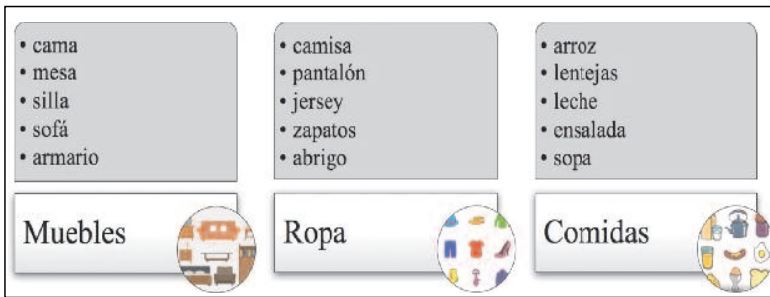 • cama
• mesa
• silla
• sofá
• armario
Muebles
• camisa
• pantalón
• jersey
• zapatos
• abrigo
Ropa
• arroz
• lentejas
• leche
• ensalada
• sopa
Comidas